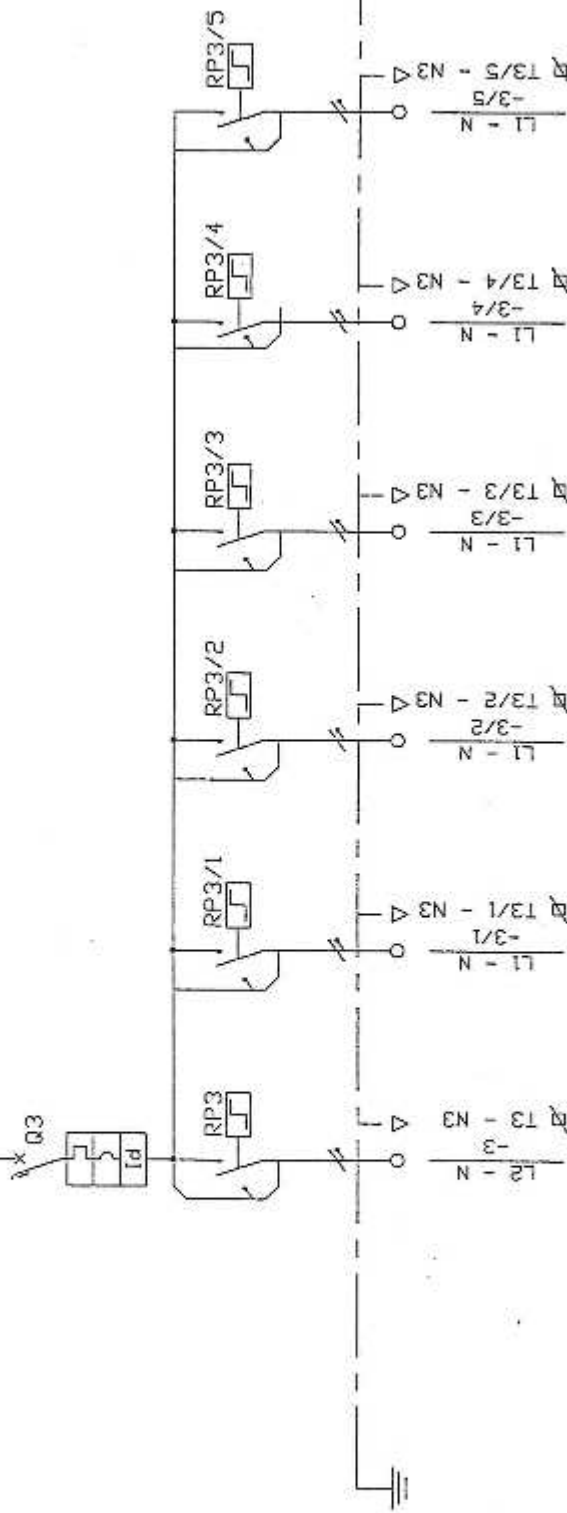 Q3
Id
RP3
RP3/1
RP3/2
RP3/3
RP3/4
RP3/5
L2 - N
-3
T3 - N3
L1 - N
-3/1
T3/1 - N3
L1 - N
-3/2
T3/2 - N3
L1 - N
-3/3
T3/3 - N3
L1 - N
-3/4
T3/4 - N3
L1 - N
-3/5
T3/5 - N3